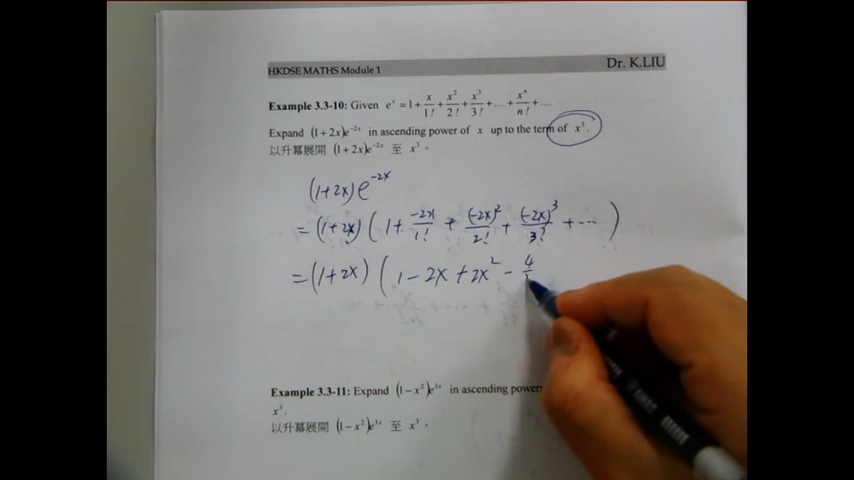 HKDSE MATHS Module 1 Dr. K.LIU
Example 3.3-10: Given e^x = 1 + x/1! + x^2/2! + x^3/3! + .... + x^n/n! + ....
Expand (1+2x)e^{-2x} in ascending power of x up to the term of x^3.
以升冪展開 (1+2x)e^{-2x} 至 x^3。
(1+2x)e^{-2x}
= (1+2x) (1 + -2x/1! + (-2x)^2/2! + (-2x)^3/3! + ...)
= (1+2x) (1 - 2x + 2x^2 - 4
Example 3.3-11: Expand (1-x^2)e^{3x} in ascending power
x^3.
以升冪展開 (1-x^2)e^{3x} 至 x^3。